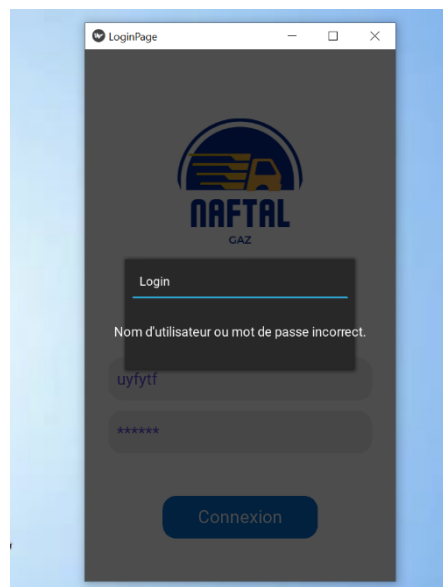 LoginPage
NAFTAL
GAZ
Login
Nom d'utilisateur ou mot de passe incorrect.
uyfytf
******
Connexion